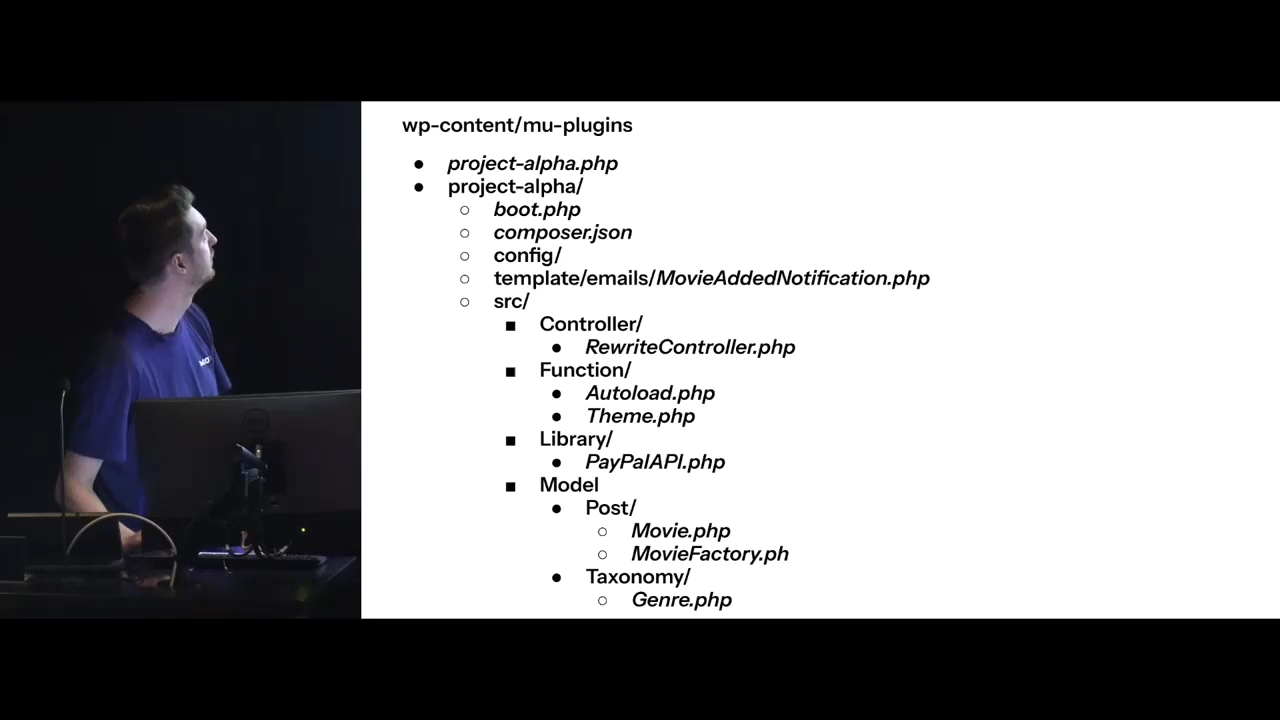 wp-content/mu-plugins
● project-alpha.php
● project-alpha/
○ boot.php
○ composer.json
○ config/
○ template/emails/MovieAddedNotification.php
○ src/
■ Controller/
● RewriteController.php
■ Function/
● Autoload.php
● Theme.php
■ Library/
● PayPalAPI.php
■ Model
● Post/
○ Movie.php
○ MovieFactory.ph
● Taxonomy/
○ Genre.php